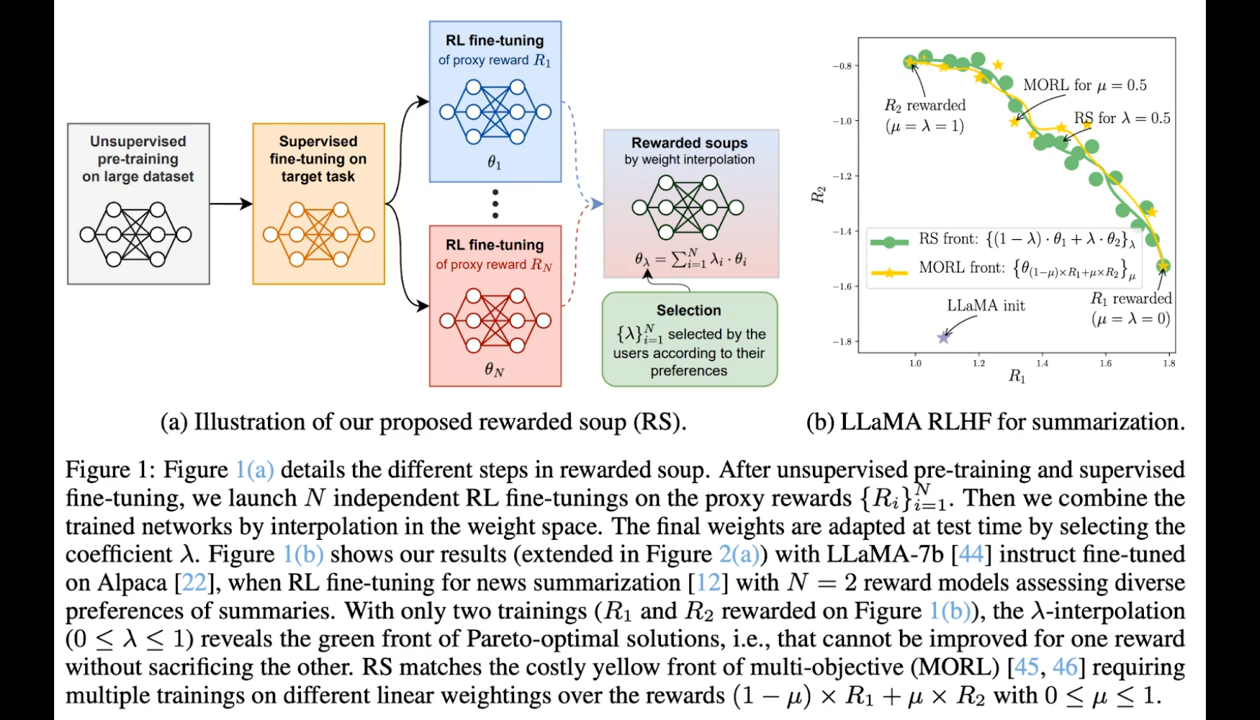 Unsupervised
pre-training
on large dataset
Supervised
fine-tuning on
target task
RL fine-tuning
of proxy reward R₁
θ₁
RL fine-tuning
of proxy reward R_N
θ_N
Rewarded soups
by weight interpolation
θ_λ = ∑_{i=1}^N λ_i · θ_i
Selection
{λ}_{i=1}^N selected by the
users according to their
preferences
−0.8
−1.0
−1.2
−1.4
−1.6
−1.8
R₂
1.0 1.2 1.4 1.6 1.8
R₁
R₂ rewarded
(μ = λ = 1)
MORL for μ = 0.5
RS for λ = 0.5
RS front: {(1 − λ) · θ₁ + λ · θ₂}_λ
MORL front: {θ_{(1−μ)×R₁+μ×R₂}}_μ
LLaMA init
R₁ rewarded
(μ = λ = 0)
(a) Illustration of our proposed rewarded soup (RS).
(b) LLaMA RLHF for summarization.
Figure 1: Figure 1(a) details the different steps in rewarded soup. After unsupervised pre-training and supervised
fine-tuning, we launch N independent RL fine-tunings on the proxy rewards {R_i}_{i=1}^N. Then we combine the
trained networks by interpolation in the weight space. The final weights are adapted at test time by selecting the
coefficient λ. Figure 1(b) shows our results (extended in Figure 2(a)) with LLaMA-7b [44] instruct fine-tuned
on Alpaca [22], when RL fine-tuning for news summarization [12] with N = 2 reward models assessing diverse
preferences of summaries. With only two trainings (R₁ and R₂ rewarded on Figure 1(b)), the λ-interpolation
(0 ≤ λ ≤ 1) reveals the green front of Pareto-optimal solutions, i.e., that cannot be improved for one reward
without sacrificing the other. RS matches the costly yellow front of multi-objective (MORL) [45, 46] requiring
multiple trainings on different linear weightings over the rewards (1 − μ) × R₁ + μ × R₂ with 0 ≤ μ ≤ 1.